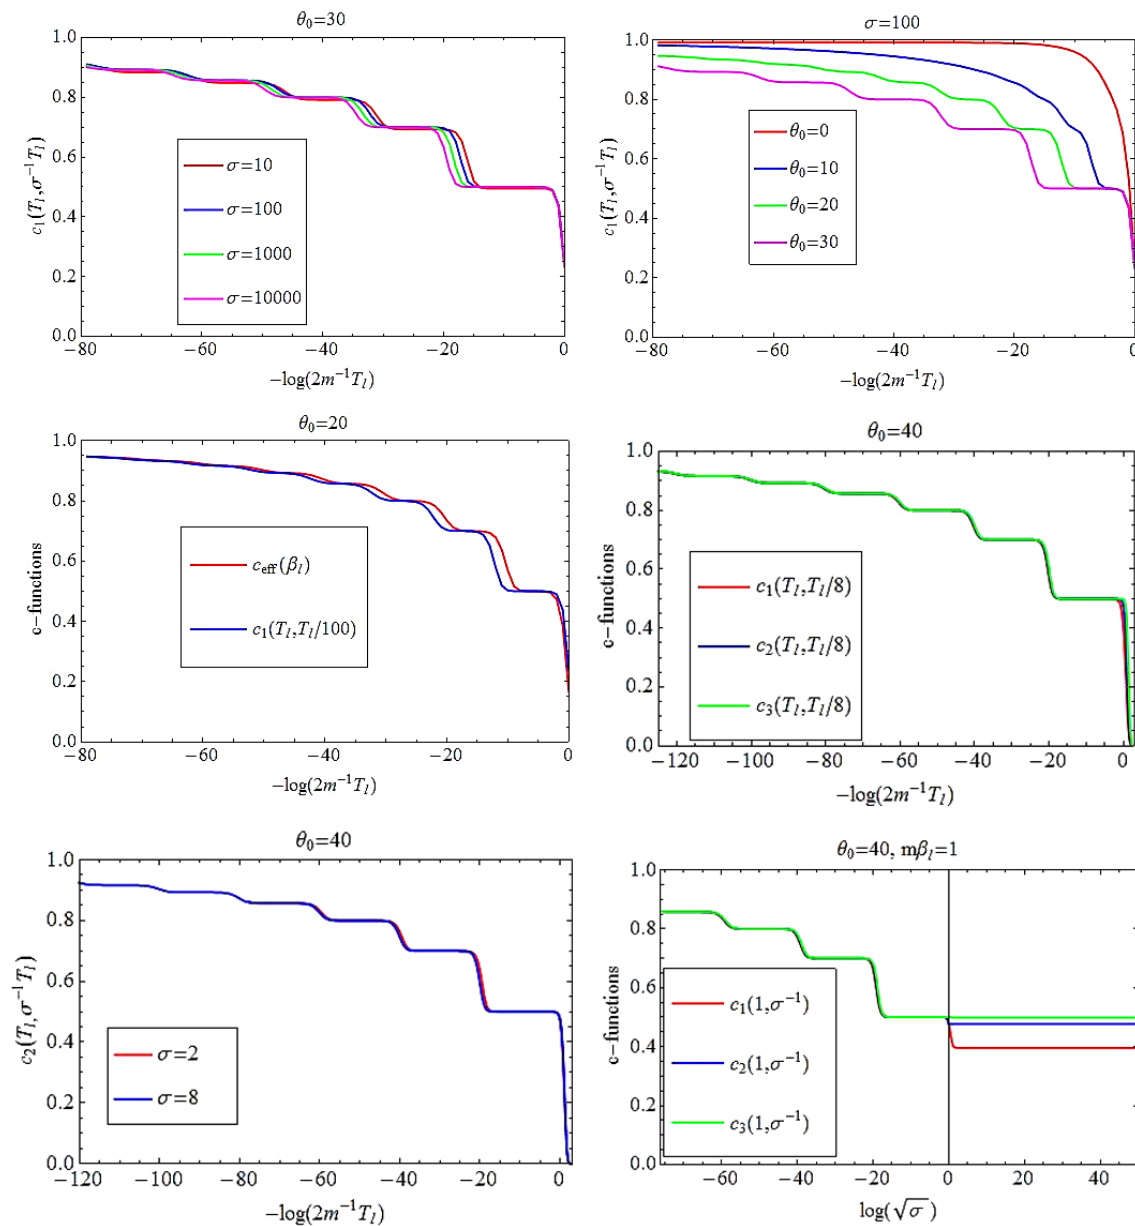 θ₀=30
1.0
0.8
0.6
0.4
0.2
0.0
c₁(Tₗ,σ⁻¹Tₗ)
σ=10
σ=100
σ=1000
σ=10000
−80 −60 −40 −20 0
−log(2m⁻¹Tₗ)
σ=100
1.0
0.8
0.6
0.4
0.2
0.0
c₁(Tₗ,σ⁻¹Tₗ)
θ₀=0
θ₀=10
θ₀=20
θ₀=30
−80 −60 −40 −20 0
−log(2m⁻¹Tₗ)
θ₀=20
1.0
0.8
0.6
0.4
0.2
0.0
c−functions
c_eff(βₗ)
c₁(Tₗ,Tₗ/100)
−80 −60 −40 −20 0
−log(2m⁻¹Tₗ)
θ₀=40
1.0
0.8
0.6
0.4
0.2
0.0
c−functions
c₁(Tₗ,Tₗ/8)
c₂(Tₗ,Tₗ/8)
c₃(Tₗ,Tₗ/8)
−120 −100 −80 −60 −40 −20 0
−log(2m⁻¹Tₗ)
θ₀=40
1.0
0.8
0.6
0.4
0.2
0.0
c₂(Tₗ,σ⁻¹Tₗ)
σ=2
σ=8
−120 −100 −80 −60 −40 −20 0
−log(2m⁻¹Tₗ)
θ₀=40, mβₗ=1
1.0
0.8
0.6
0.4
0.2
0.0
c−functions
c₁(1,σ⁻¹)
c₂(1,σ⁻¹)
c₃(1,σ⁻¹)
−60 −40 −20 0 20 40
log(√σ)